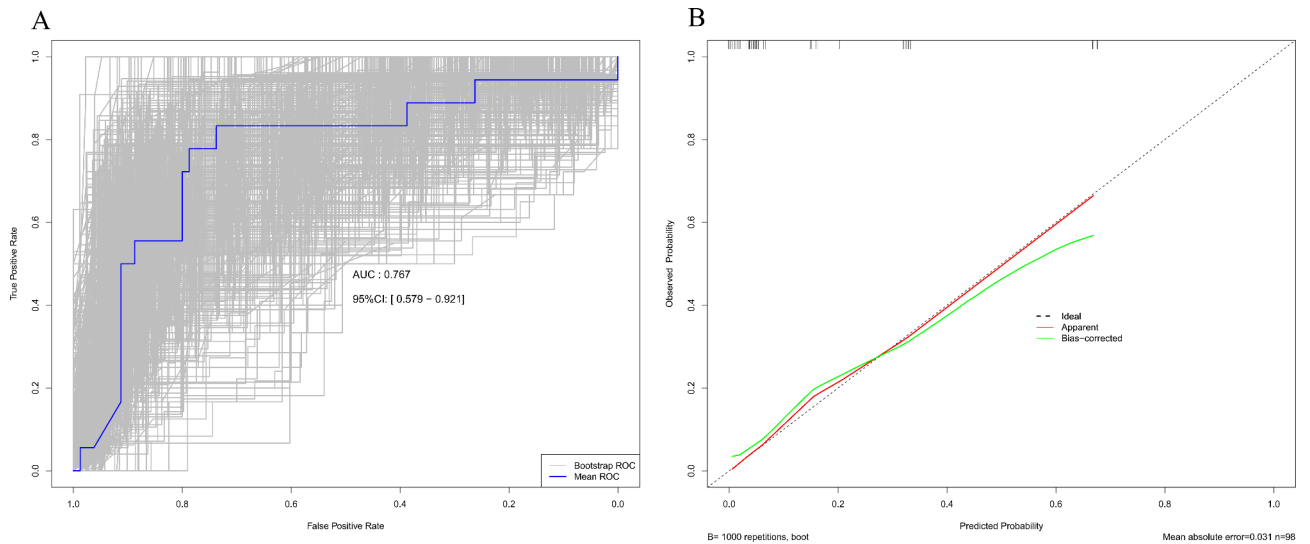 A
True Positive Rate
1.0
0.8
0.6
0.4
0.2
0.0
AUC : 0.767
95%CI: [ 0.579 − 0.921]
Bootstrap ROC
Mean ROC
1.0
0.8
0.6
0.4
0.2
0.0
False Positive Rate
B
Observed Probability
1.0
0.8
0.6
0.4
0.2
0.0
Ideal
Apparent
Bias−corrected
0.0
0.2
0.4
0.6
0.8
1.0
Predicted Probability
B= 1000 repetitions, boot
Mean absolute error=0.031 n=98